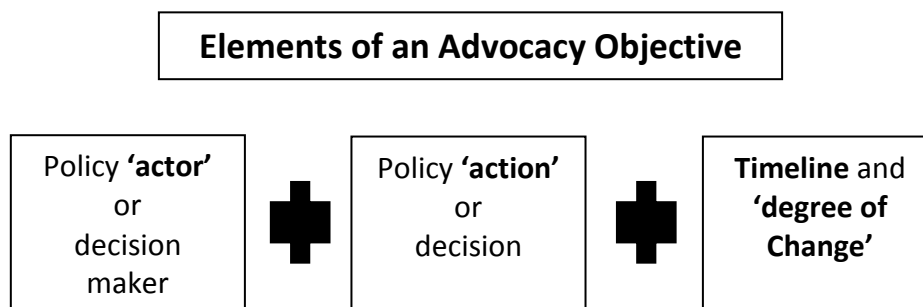 Elements of an Advocacy Objective
Policy ‘actor’
or
decision
maker
Policy ‘action’
or
decision
Timeline and
‘degree of
Change’